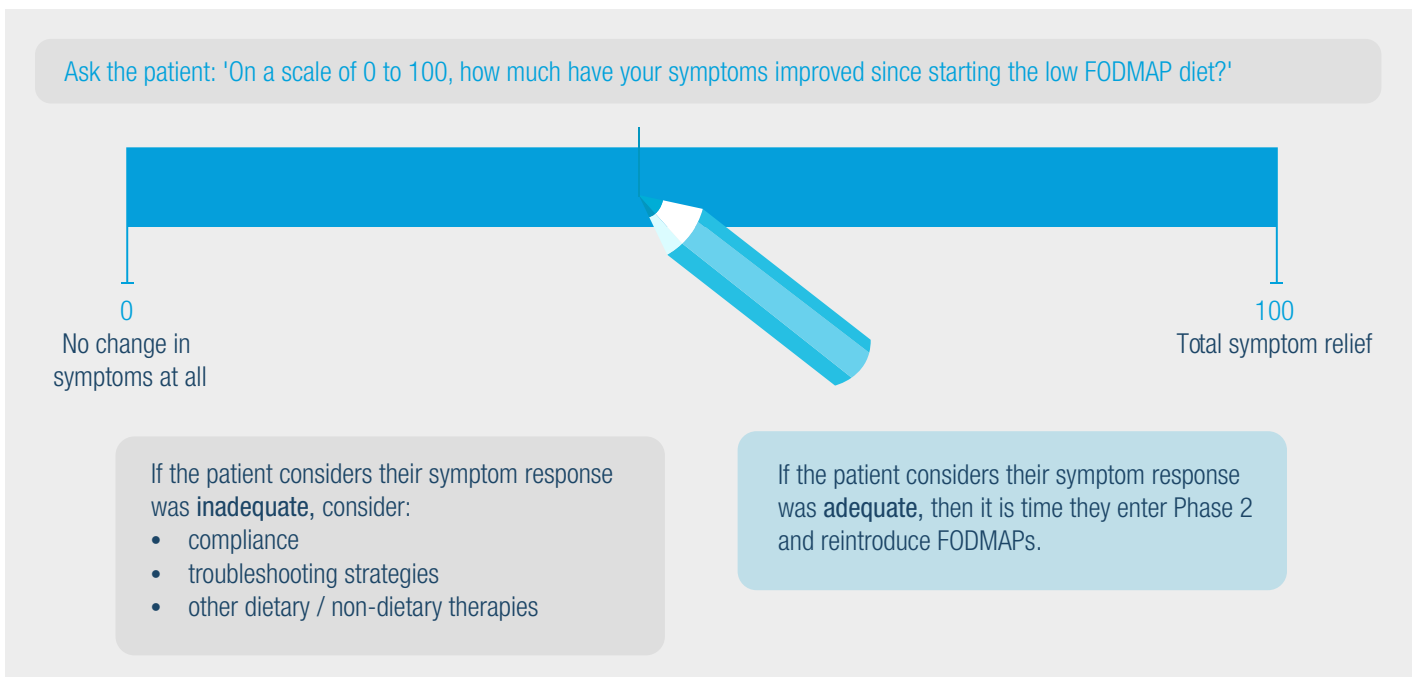 Ask the patient: 'On a scale of 0 to 100, how much have your symptoms improved since starting the low FODMAP diet?'
0
No change in
symptoms at all
100
Total symptom relief
If the patient considers their symptom response
was inadequate, consider:
• compliance
• troubleshooting strategies
• other dietary / non-dietary therapies
If the patient considers their symptom response
was adequate, then it is time they enter Phase 2
and reintroduce FODMAPs.